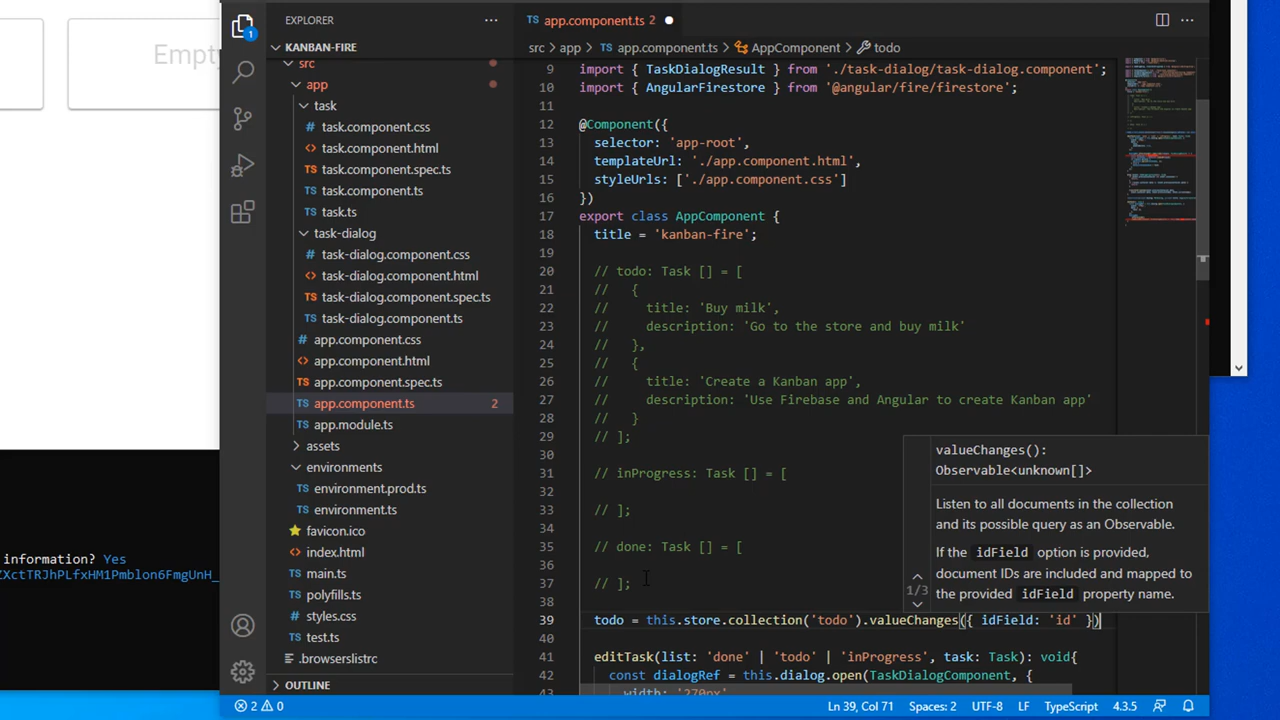 Empty
information? Yes
ZXctTRJhPLfxHM1Pmblon6FmgUnH_
EXPLORER
KANBAN-FIRE
src
app
task
task.component.css
task.component.html
task.component.spec.ts
task.component.ts
task.ts
task-dialog
task-dialog.component.css
task-dialog.component.html
task-dialog.component.spec.ts
task-dialog.component.ts
app.component.css
app.component.html
app.component.spec.ts
app.component.ts 2
app.module.ts
assets
environments
environment.prod.ts
environment.ts
favicon.ico
index.html
main.ts
polyfills.ts
styles.css
test.ts
.browserslistrc
OUTLINE
1
TS app.component.ts 2
src > app > TS app.component.ts > AppComponent > todo
9 import { TaskDialogResult } from './task-dialog/task-dialog.component';
10 import { AngularFirestore } from '@angular/fire/firestore';
11
12 @Component({
13 selector: 'app-root',
14 templateUrl: './app.component.html',
15 styleUrls: ['./app.component.css']
16 })
17 export class AppComponent {
18 title = 'kanban-fire';
19
20 // todo: Task [] = [
21 // {
22 // title: 'Buy milk',
23 // description: 'Go to the store and buy milk'
24 // },
25 // {
26 // title: 'Create a Kanban app',
27 // description: 'Use Firebase and Angular to create Kanban app'
28 // }
29 // ];
30
31 // inProgress: Task [] = [
32
33 // ];
34
35 // done: Task [] = [
36
37 // ];
38
39 todo = this.store.collection('todo').valueChanges({ idField: 'id' })
40
41 editTask(list: 'done' | 'todo' | 'inProgress', task: Task): void{
42 const dialogRef = this.dialog.open(TaskDialogComponent, {
43 width: '270px'
valueChanges():
Observable<unknown[]>
Listen to all documents in the collection
and its possible query as an Observable.
If the idField option is provided,
document IDs are included and mapped to
the provided idField property name.
1/3
2 0
Ln 39, Col 71 Spaces: 2 UTF-8 LF TypeScript 4.3.5